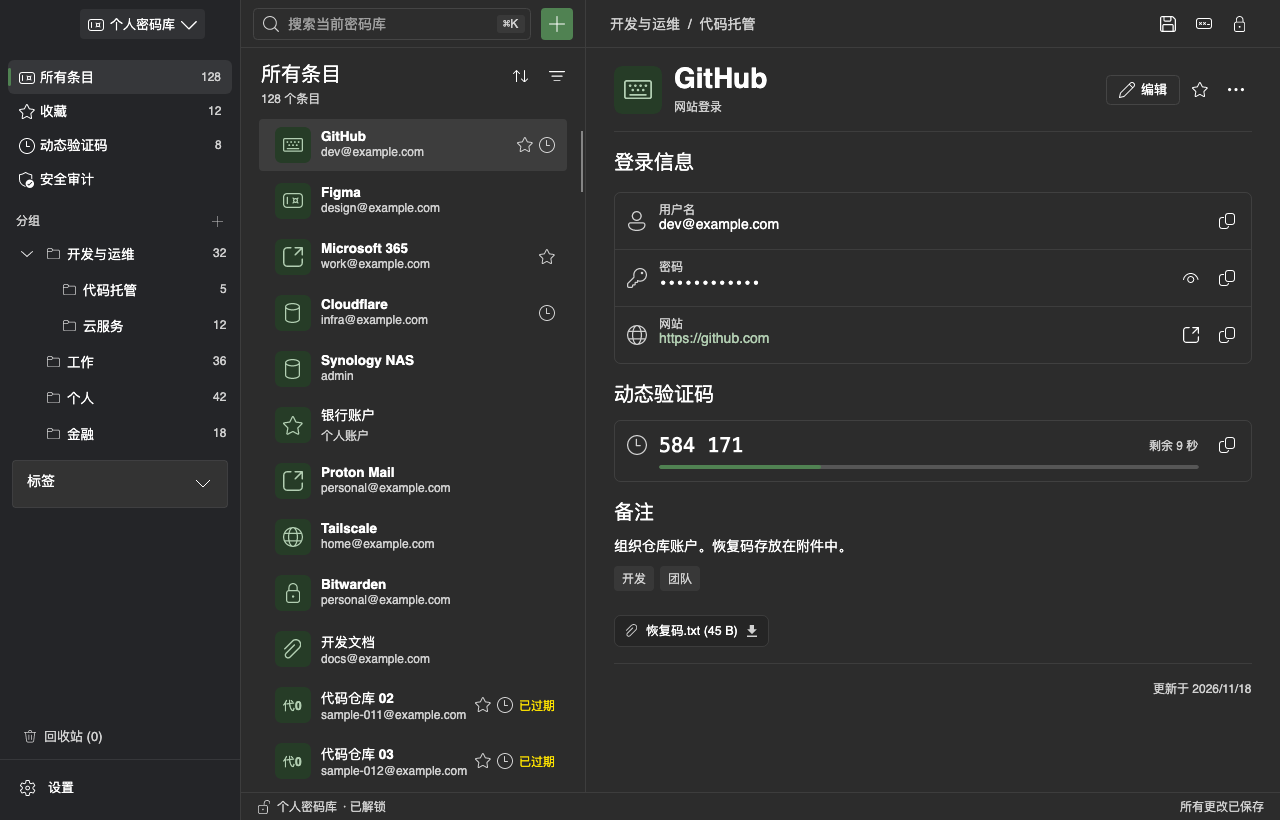 个人密码库
所有条目 128
收藏 12
动态验证码 8
安全审计
分组
开发与运维 32
代码托管 5
云服务 12
工作 36
个人 42
金融 18
标签
回收站 (0)
设置
搜索当前密码库 ⌘K
所有条目
128 个条目
GitHub
dev@example.com
Figma
design@example.com
Microsoft 365
work@example.com
Cloudflare
infra@example.com
Synology NAS
admin
银行账户
个人账户
Proton Mail
personal@example.com
Tailscale
home@example.com
Bitwarden
personal@example.com
开发文档
docs@example.com
代0 代码仓库 02 已过期
sample-011@example.com
代0 代码仓库 03 已过期
sample-012@example.com
开发与运维 / 代码托管
GitHub
网站登录
编辑
登录信息
用户名
dev@example.com
密码
••••••••••••
网站
https://github.com
动态验证码
584 171 剩余 9 秒
备注
组织仓库账户。恢复码存放在附件中。
开发 团队
恢复码.txt (45 B)
更新于 2026/11/18
个人密码库 · 已解锁
所有更改已保存